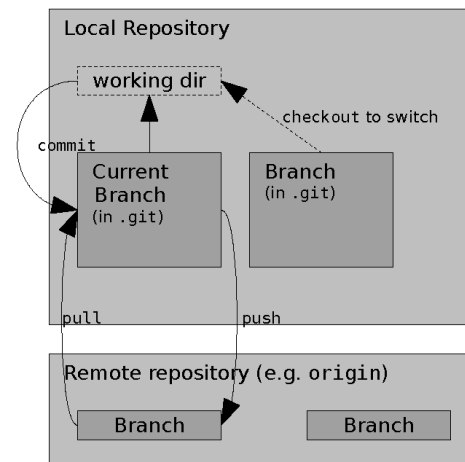 Local Repository
working dir
checkout to switch
commit
Current
Branch
(in .git)
Branch
(in .git)
pull
push
Remote repository (e.g. origin)
Branch
Branch